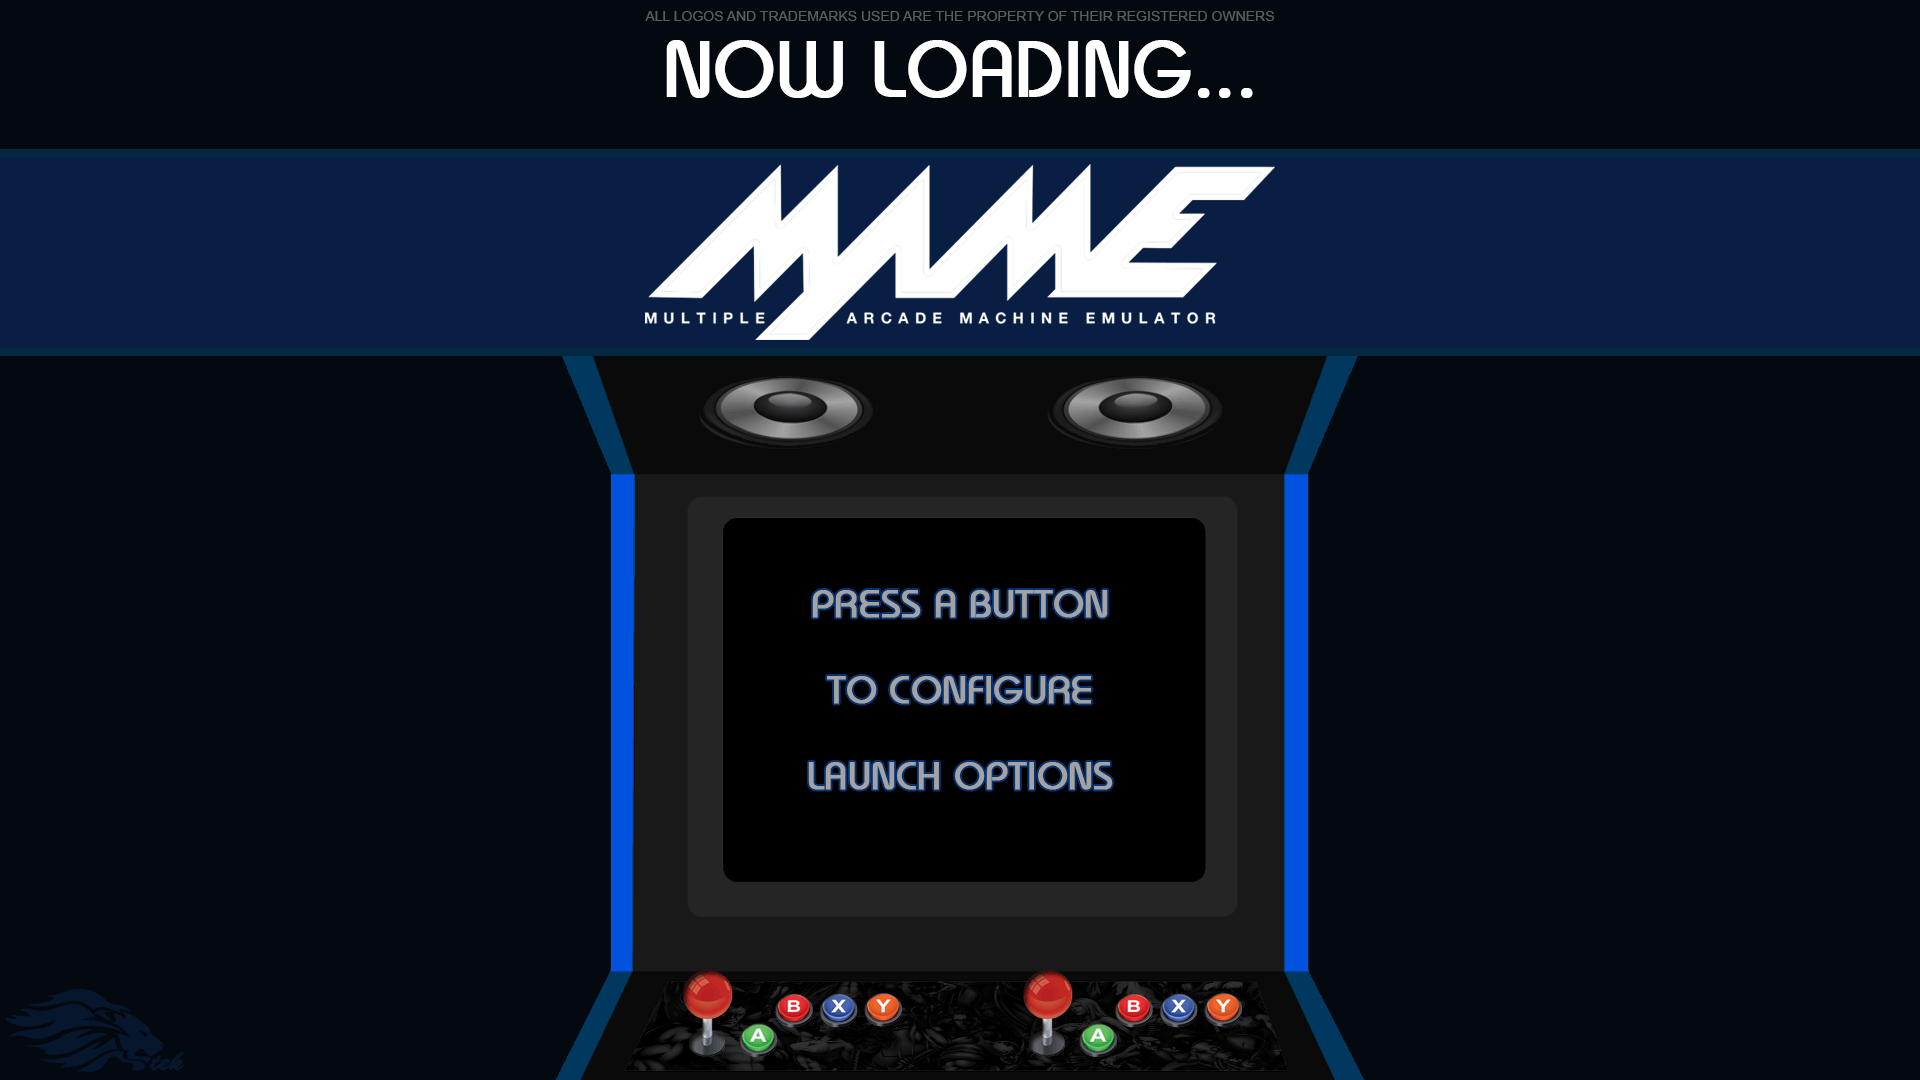 ALL LOGOS AND TRADEMARKS USED ARE THE PROPERTY OF THEIR REGISTERED OWNERS
NOW LOADING...
MAME
MULTIPLE ARCADE MACHINE EMULATOR
PRESS A BUTTON
TO CONFIGURE
LAUNCH OPTIONS
B X Y B X Y
A A
tek